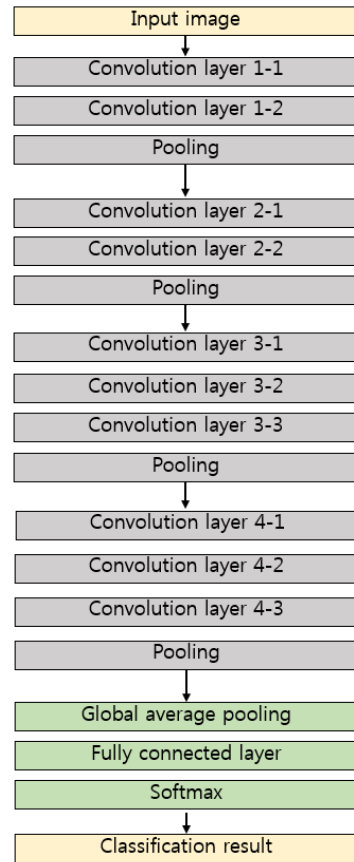 Input image
Convolution layer 1-1
Convolution layer 1-2
Pooling
Convolution layer 2-1
Convolution layer 2-2
Pooling
Convolution layer 3-1
Convolution layer 3-2
Convolution layer 3-3
Pooling
Convolution layer 4-1
Convolution layer 4-2
Convolution layer 4-3
Pooling
Global average pooling
Fully connected layer
Softmax
Classification result